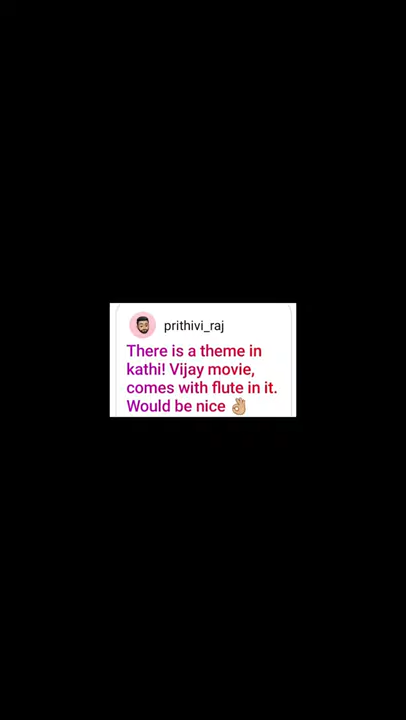 prithivi_raj
There is a theme in
kathi! Vijay movie,
comes with flute in it.
Would be nice 👌🏼